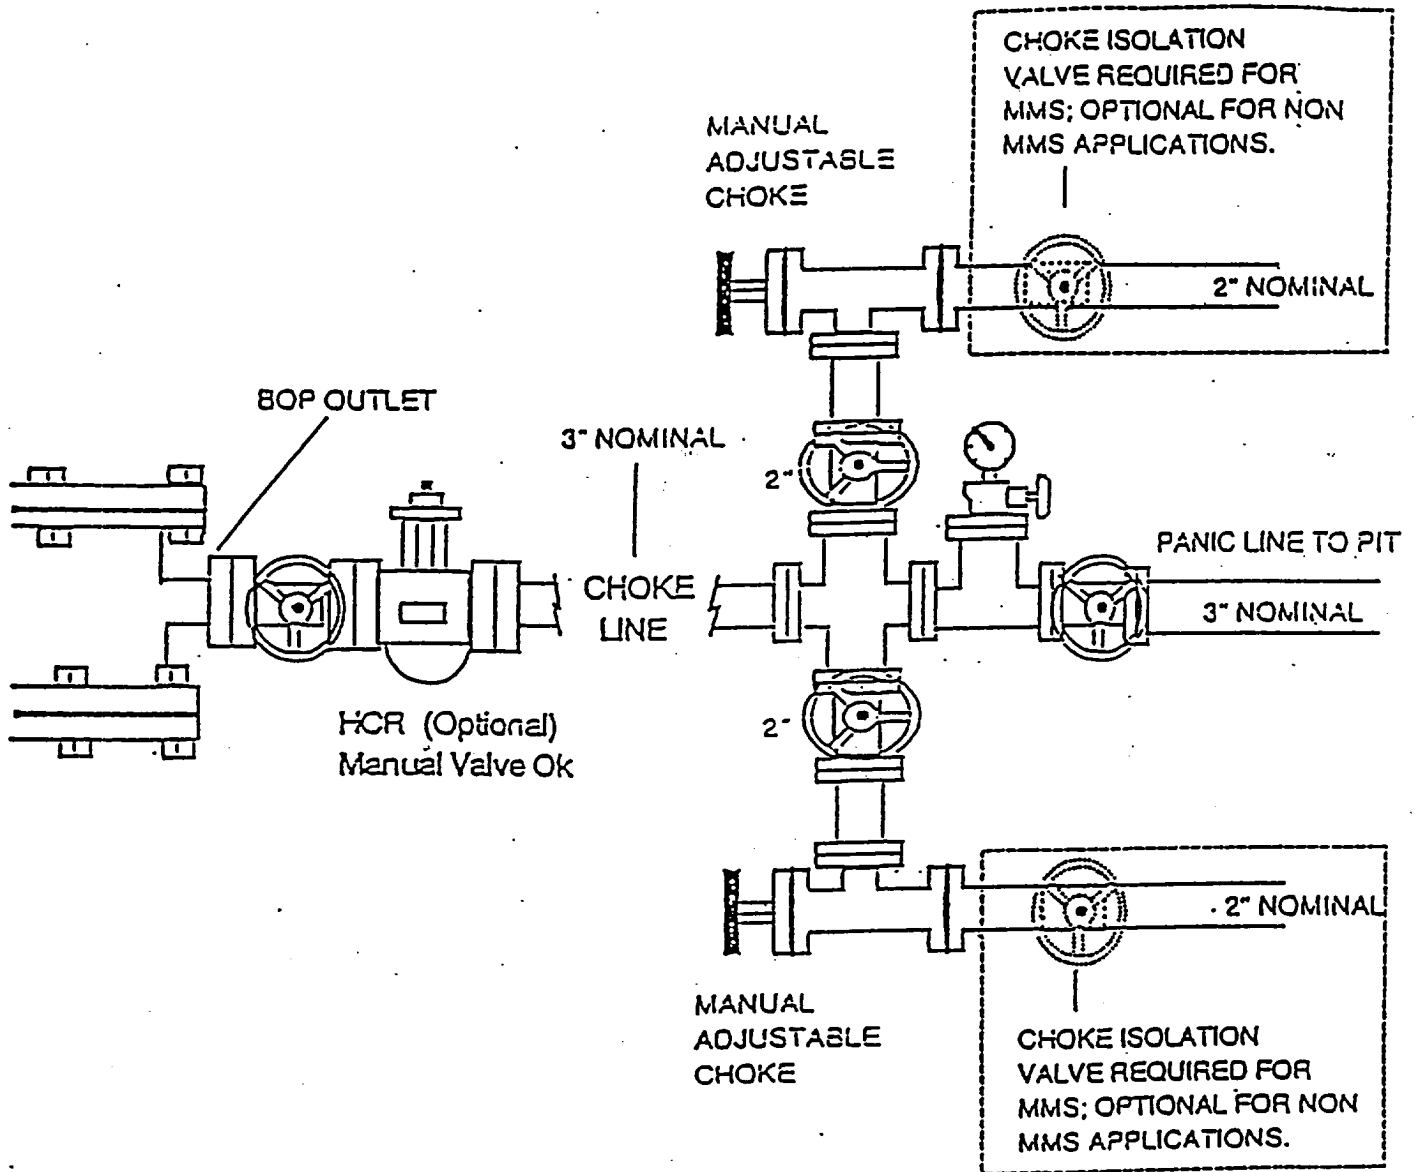 CHOKE ISOLATION
VALVE REQUIRED FOR
MMS; OPTIONAL FOR NON
MMS APPLICATIONS.
MANUAL
ADJUSTABLE
CHOKE
2" NOMINAL
BOP OUTLET
3" NOMINAL
2"
PANIC LINE TO PIT
3" NOMINAL
CHOKE
LINE
HCR (Optional)
Manual Valve Ok
2"
2" NOMINAL
MANUAL
ADJUSTABLE
CHOKE
CHOKE ISOLATION
VALVE REQUIRED FOR
MMS; OPTIONAL FOR NON
MMS APPLICATIONS.